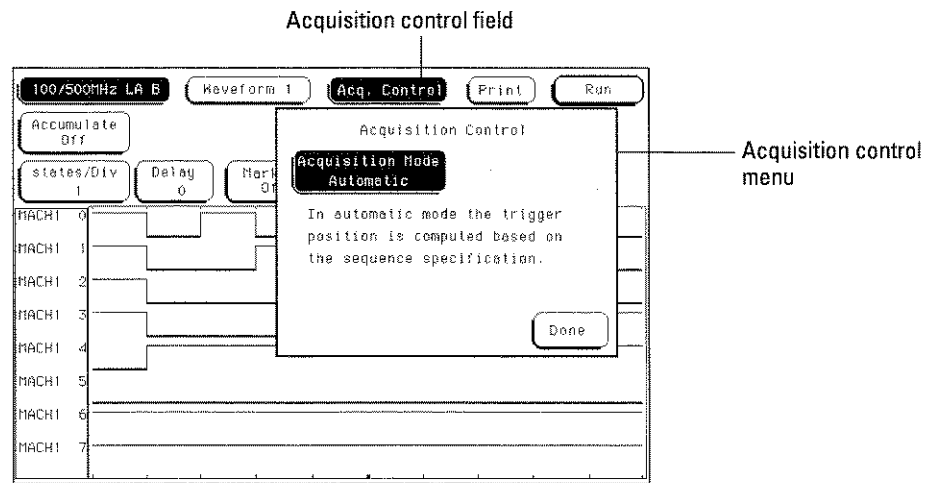 Acquisition control field
100/500MHz LA B
Waveform 1
Acq. Control
Print
Run
Accumulate
Off
Acquisition Control
states/Div
1
Delay
0
Acquisition Mode
Automatic
Acquisition control
menu
In automatic mode the trigger
position is computed based on
the sequence specification.
Done
MACH1 0
MACH1 1
MACH1 2
MACH1 3
MACH1 4
MACH1 5
MACH1 6
MACH1 7